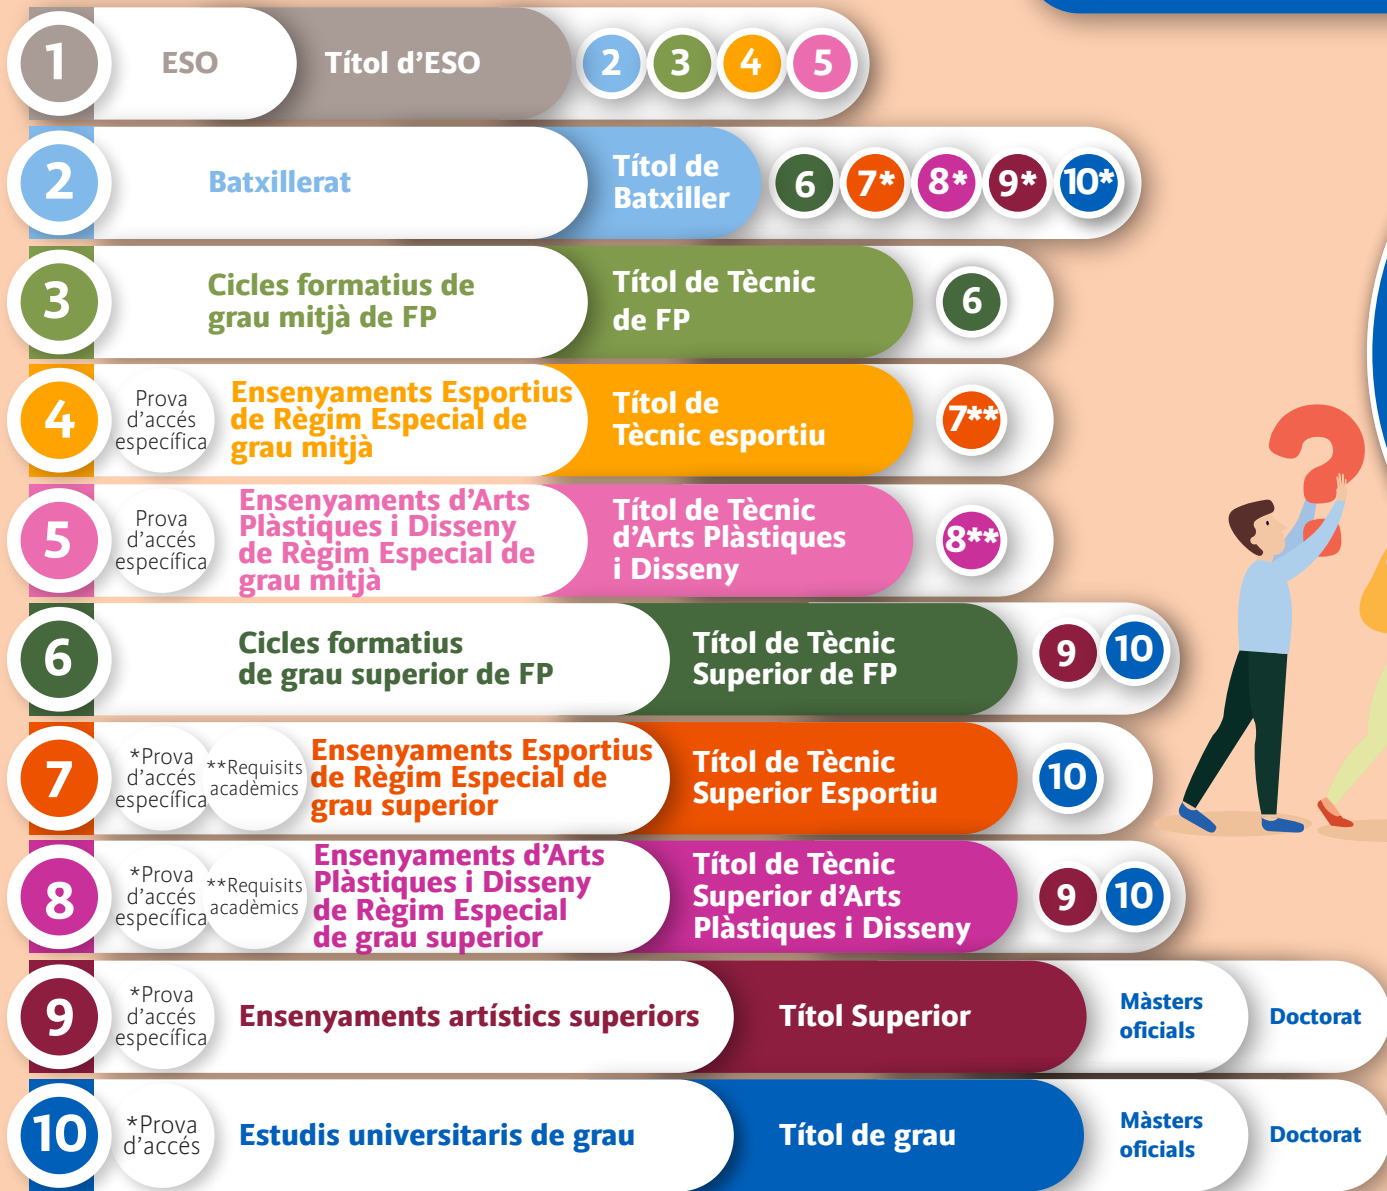 1
ESO
Títol d'ESO
2 3 4 5
2
Batxillerat
Títol de
Batxiller
6 7* 8* 9* 10*
3
Cicles formatius de
grau mitjà de FP
Títol de Tècnic
de FP
6
4
Prova
d'accés
específica
Ensenyaments Esportius
de Règim Especial de
grau mitjà
Títol de
Tècnic esportiu
7**
5
Prova
d'accés
específica
Ensenyaments d'Arts
Plàstiques i Disseny
de Règim Especial de
grau mitjà
Títol de Tècnic
d'Arts Plàstiques
i Disseny
8**
6
Cicles formatius
de grau superior de FP
Títol de Tècnic
Superior de FP
9 10
7
*Prova
d'accés
específica
**Requisits
acadèmics
Ensenyaments Esportius
de Règim Especial de
grau superior
Títol de Tècnic
Superior Esportiu
10
8
*Prova
d'accés
específica
**Requisits
acadèmics
Ensenyaments d'Arts
Plàstiques i Disseny
de Règim Especial
de grau superior
Títol de Tècnic
Superior d'Arts
Plàstiques i Disseny
9 10
9
*Prova
d'accés
específica
Ensenyaments artístics superiors
Títol Superior
Màsters
oficials
Doctorat
10
*Prova
d'accés
Estudis universitaris de grau
Títol de grau
Màsters
oficials
Doctorat